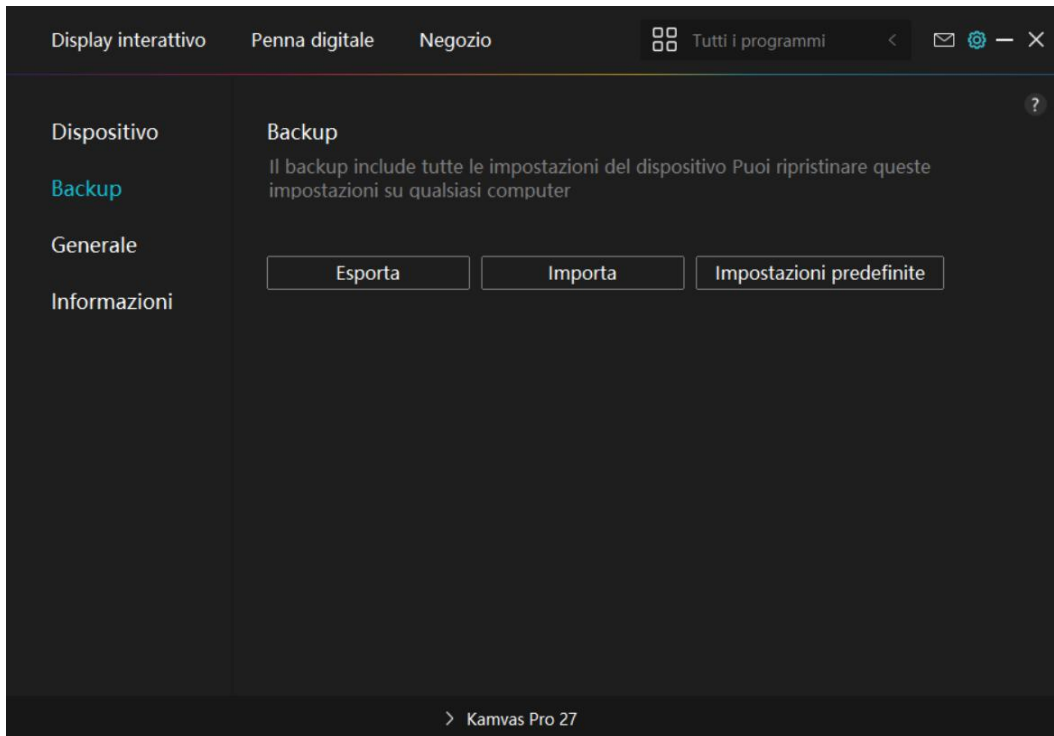 Display interattivo Penna digitale Negozio Tutti i programmi
?
Dispositivo
Backup
Generale
Informazioni
Backup
Il backup include tutte le impostazioni del dispositivo Puoi ripristinare queste
impostazioni su qualsiasi computer
Esporta Importa Impostazioni predefinite
Kamvas Pro 27